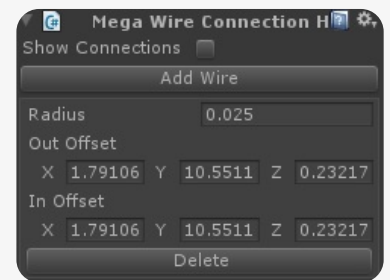 Mega Wire Connection H
Show Connections
Add Wire
Radius 0.025
Out Offset
X 1.79106 Y 10.5511 Z 0.23217
In Offset
X 1.79106 Y 10.5511 Z 0.23217
Delete